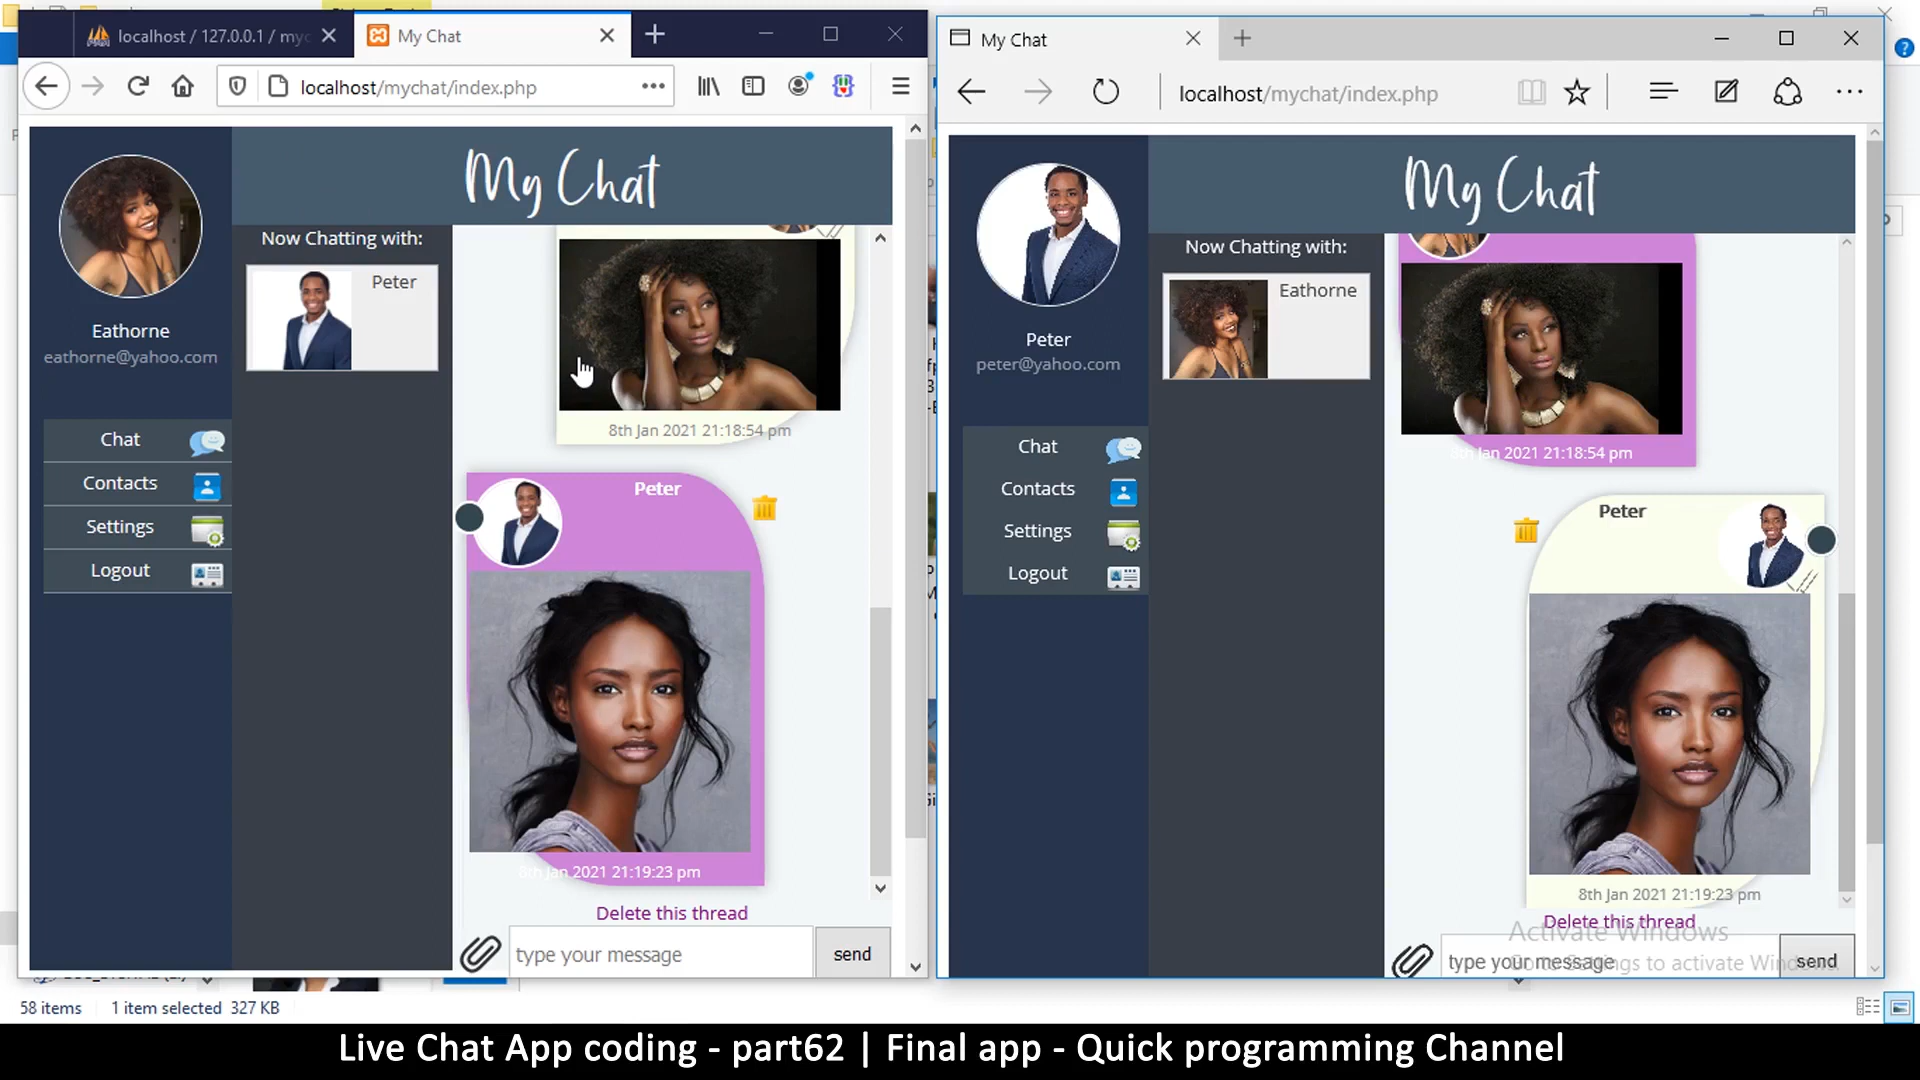 localhost / 127.0.0.1 / myc
My Chat
localhost/mychat/index.php
My Chat
Eathorne
eathorne@yahoo.com
Chat
Contacts
Settings
Logout
Now Chatting with:
Peter
8th Jan 2021 21:18:54 pm
Peter
8th Jan 2021 21:19:23 pm
Delete this thread
type your message
send
My Chat
localhost/mychat/index.php
My Chat
Peter
peter@yahoo.com
Chat
Contacts
Settings
Logout
Now Chatting with:
Eathorne
8th Jan 2021 21:18:54 pm
Peter
8th Jan 2021 21:19:23 pm
Delete this thread
Activate Windows
type your message
send
58 items
1 item selected 327 KB
Live Chat App coding - part62 | Final app - Quick programming Channel